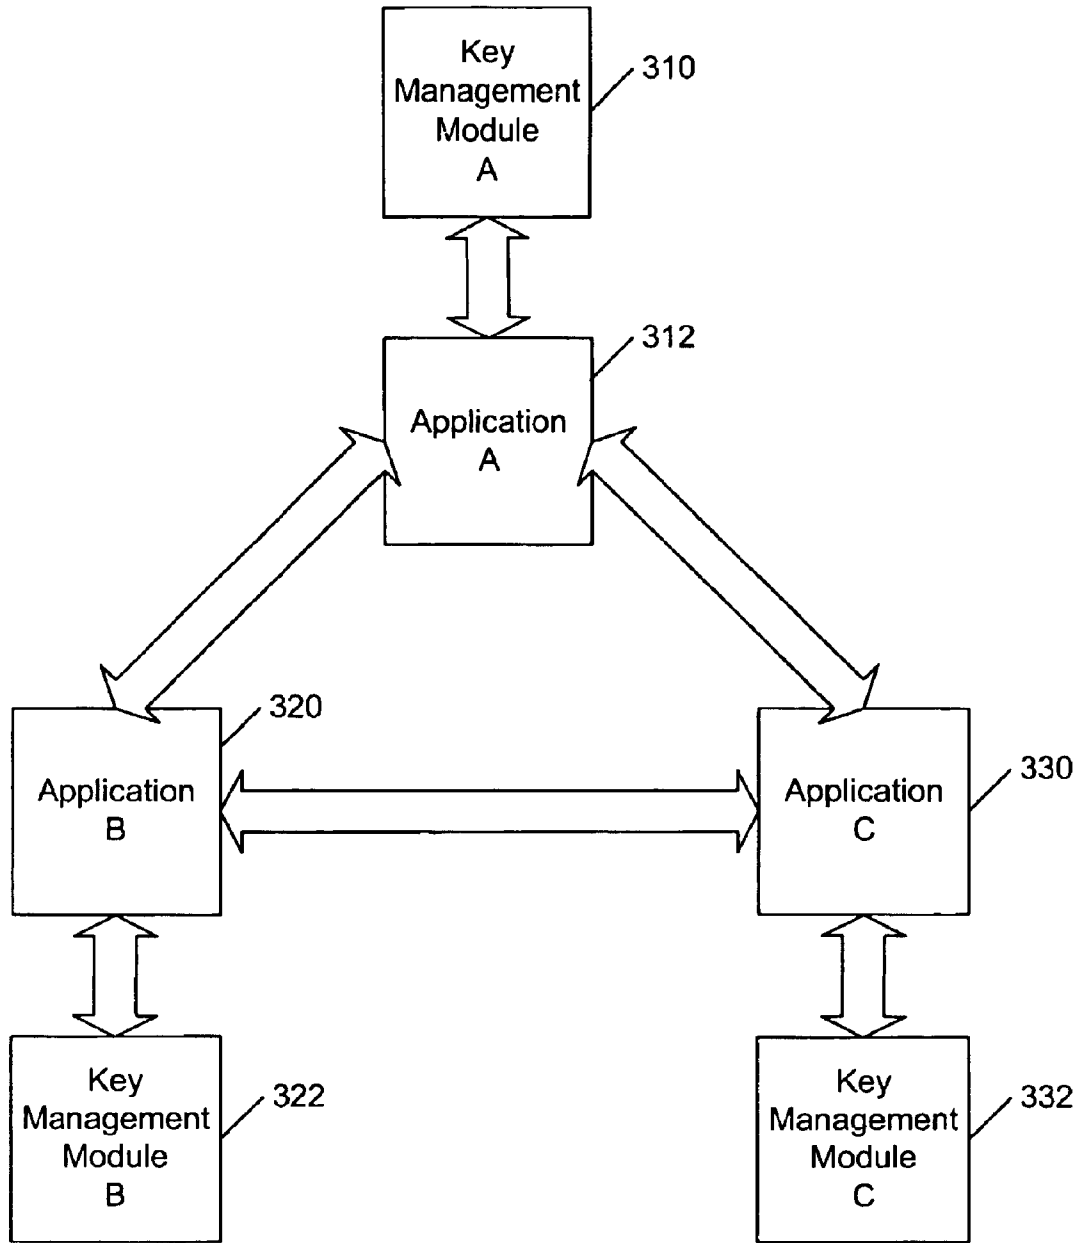 Key
Management
Module
A
310
312
Application
A
320
Application
B
330
Application
C
Key
Management
Module
B
322
Key
Management
Module
C
332